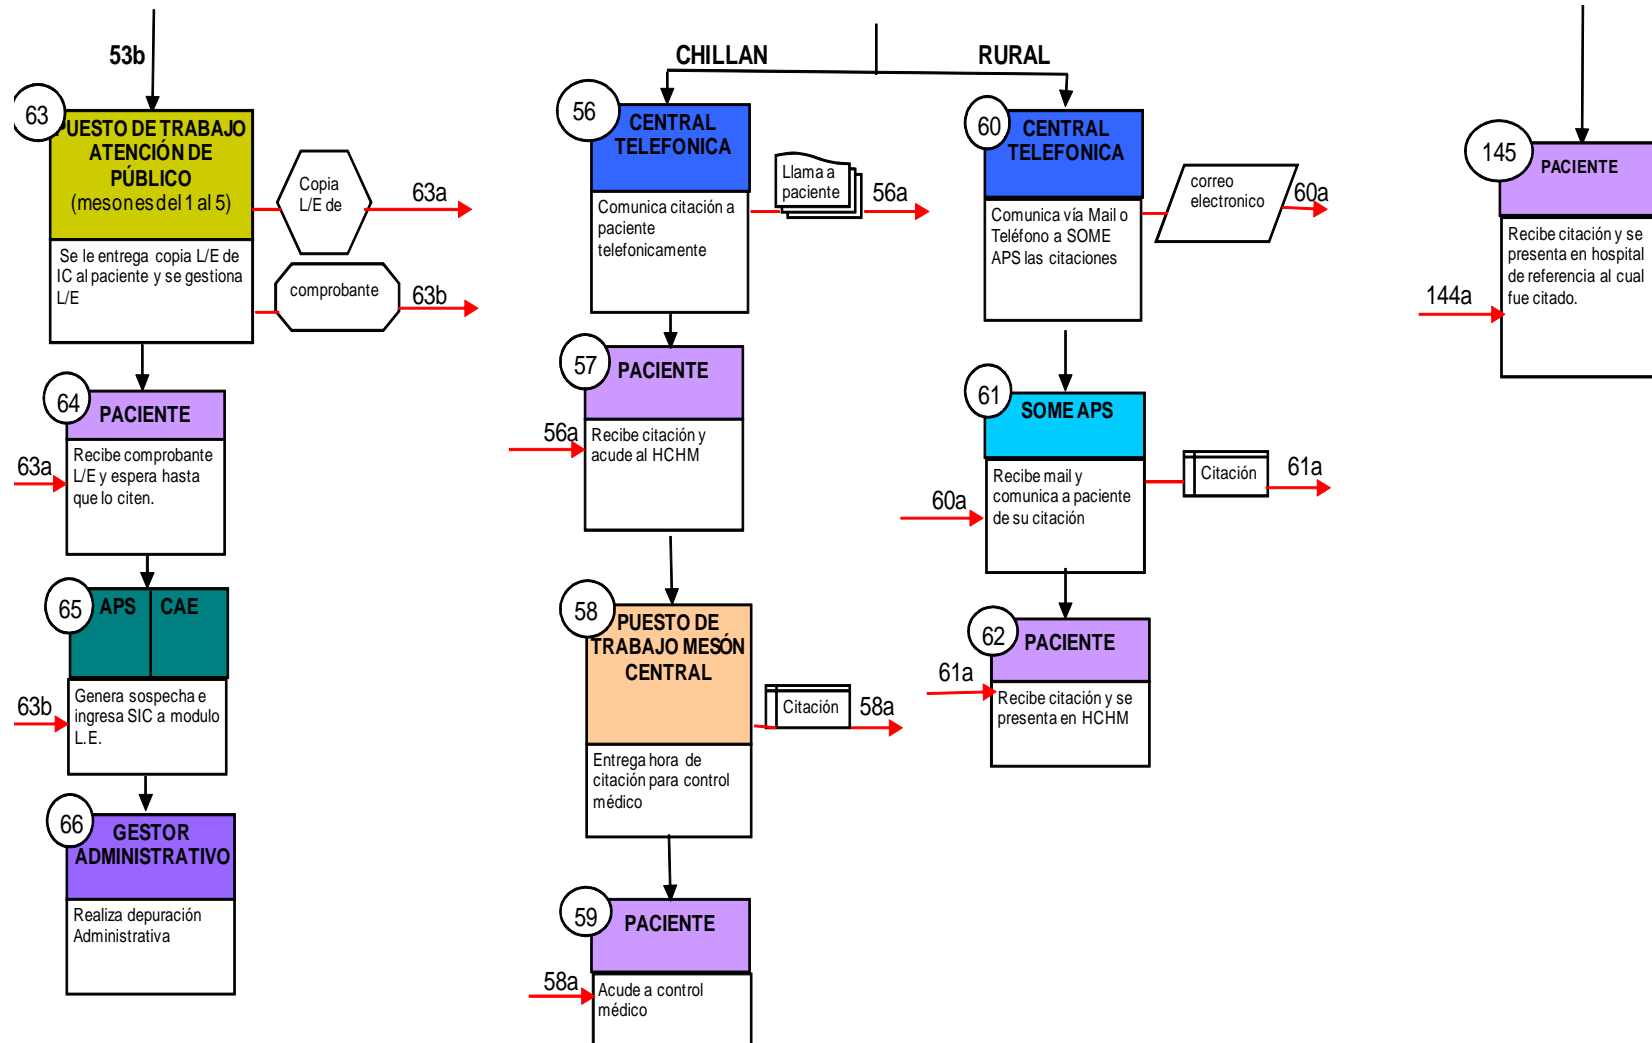 53b
63
PUESTO DE TRABAJO
ATENCIÓN DE
PÚBLICO
(mesones del 1 al 5)
Se le entrega copia L/E de
IC al paciente y se gestiona
L/E
Copia
L/E de
63a
comprobante
63b
64
PACIENTE
63a
Recibe comprobante
L/E y espera hasta
que lo citen.
65
APS
CAE
63b
Genera sospecha e
ingresa SIC a modulo
L.E.
66
GESTOR
ADMINISTRATIVO
Realiza depuración
Administrativa
CHILLAN
56
CENTRAL
TELEFONICA
Comunica citación a
paciente
telefonicamente
Llama a
paciente
56a
57
PACIENTE
56a
Recibe citación y
acude al HCHM
58
PUESTO DE
TRABAJO MESÓN
CENTRAL
Entrega hora de
citación para control
médico
Citación
58a
59
PACIENTE
58a
Acude a control
médico
RURAL
60
CENTRAL
TELEFONICA
Comunica vía Mail o
Teléfono a SOME
APS las citaciones
correo
electronico
60a
61
SOME APS
60a
Recibe mail y
comunica a paciente
de su citación
Citación
61a
62
PACIENTE
61a
Recibe citación y se
presenta en HCHM
145
PACIENTE
144a
Recibe citación y se
presenta en hospital
de referencia al cual
fue citado.